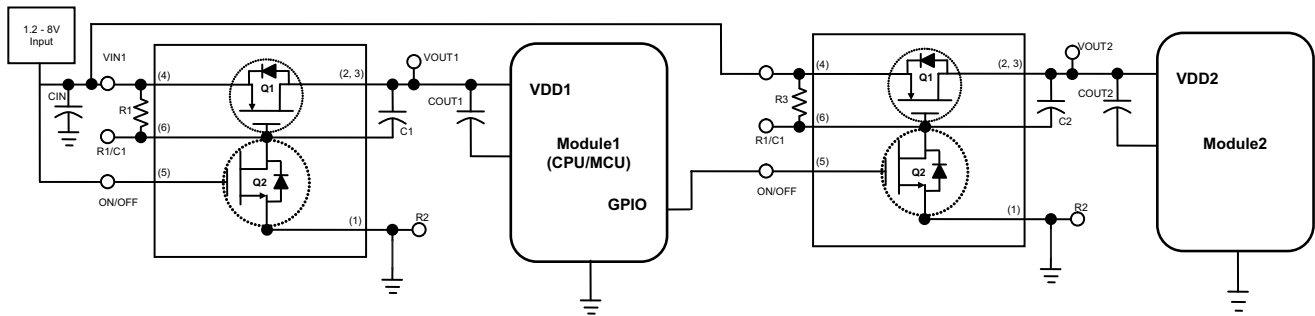 1.2 - 8V
Input
VIN1
CIN
R1
R1/C1
ON/OFF
(4)
(6)
(5)
Q1
Q2
(2, 3)
(1)
R2
C1
VOUT1
COUT1
VDD1
Module1
(CPU/MCU)
GPIO
R3
R1/C1
ON/OFF
(4)
(6)
(5)
Q1
Q2
(2, 3)
(1)
R2
C2
VOUT2
COUT2
VDD2
Module2